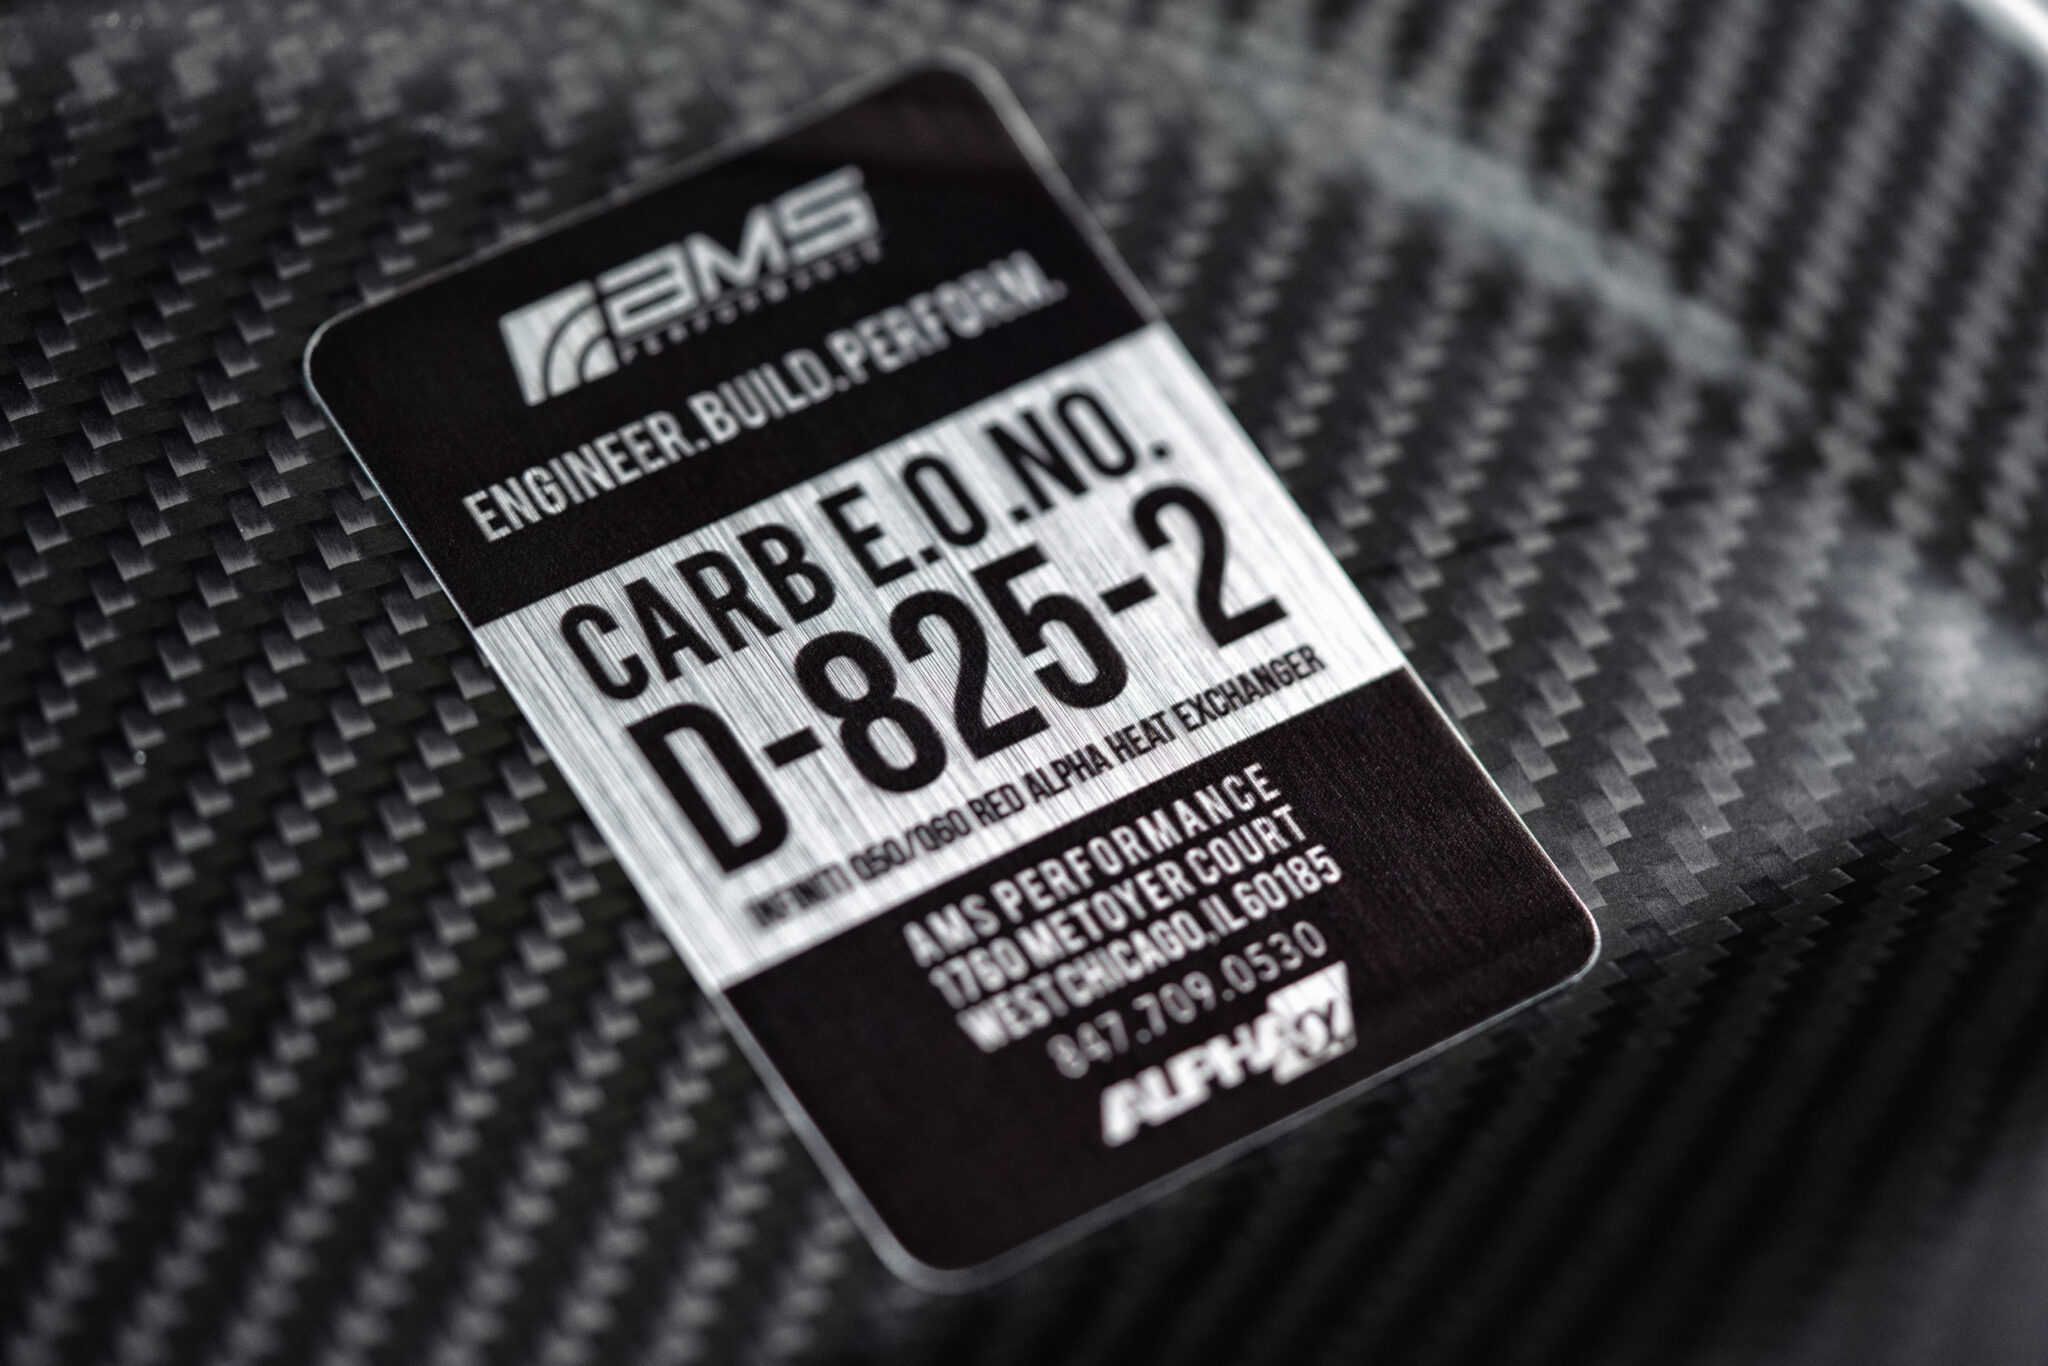 AMS
PERFORMANCE
ENGINEER.BUILD.PERFORM.
CARB E.O.NO.
D-825-2
INFINITI Q50/Q60 RED ALPHA HEAT EXCHANGER
AMS PERFORMANCE
1760 METOYER COURT
WEST CHICAGO, IL 60185
847.709.0530
ALPHA